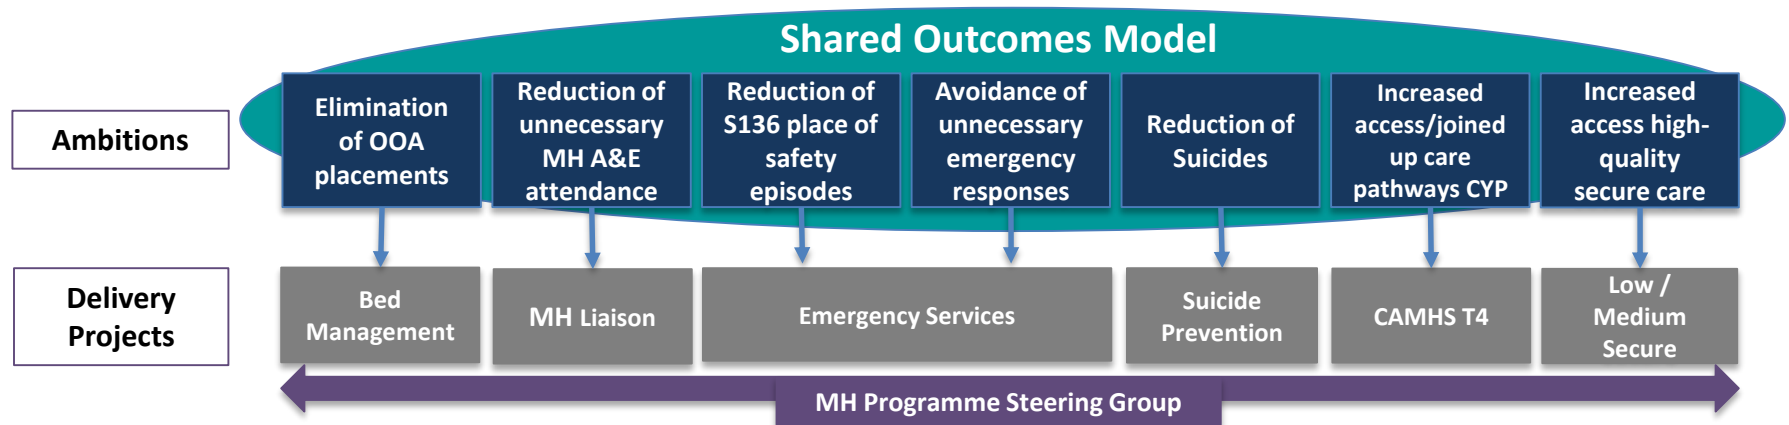 Shared Outcomes Model
Ambitions
Elimination
of OOA
placements
Reduction of
unnecessary
MH A&E
attendance
Reduction of
S136 place of
safety
episodes
Avoidance of
unnecessary
emergency
responses
Reduction of
Suicides
Increased
access/joined
up care
pathways CYP
Increased
access high-
quality
secure care
Delivery
Projects
Bed
Management
MH Liaison
Emergency Services
Suicide
Prevention
CAMHS T4
Low /
Medium
Secure
MH Programme Steering Group